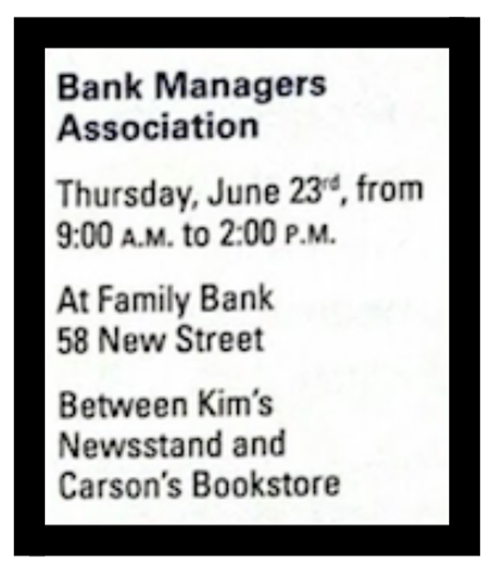 Bank Managers
Association
Thursday, June 23rd, from
9:00 A.M. to 2:00 P.M.
At Family Bank
58 New Street
Between Kim's
Newsstand and
Carson's Bookstore